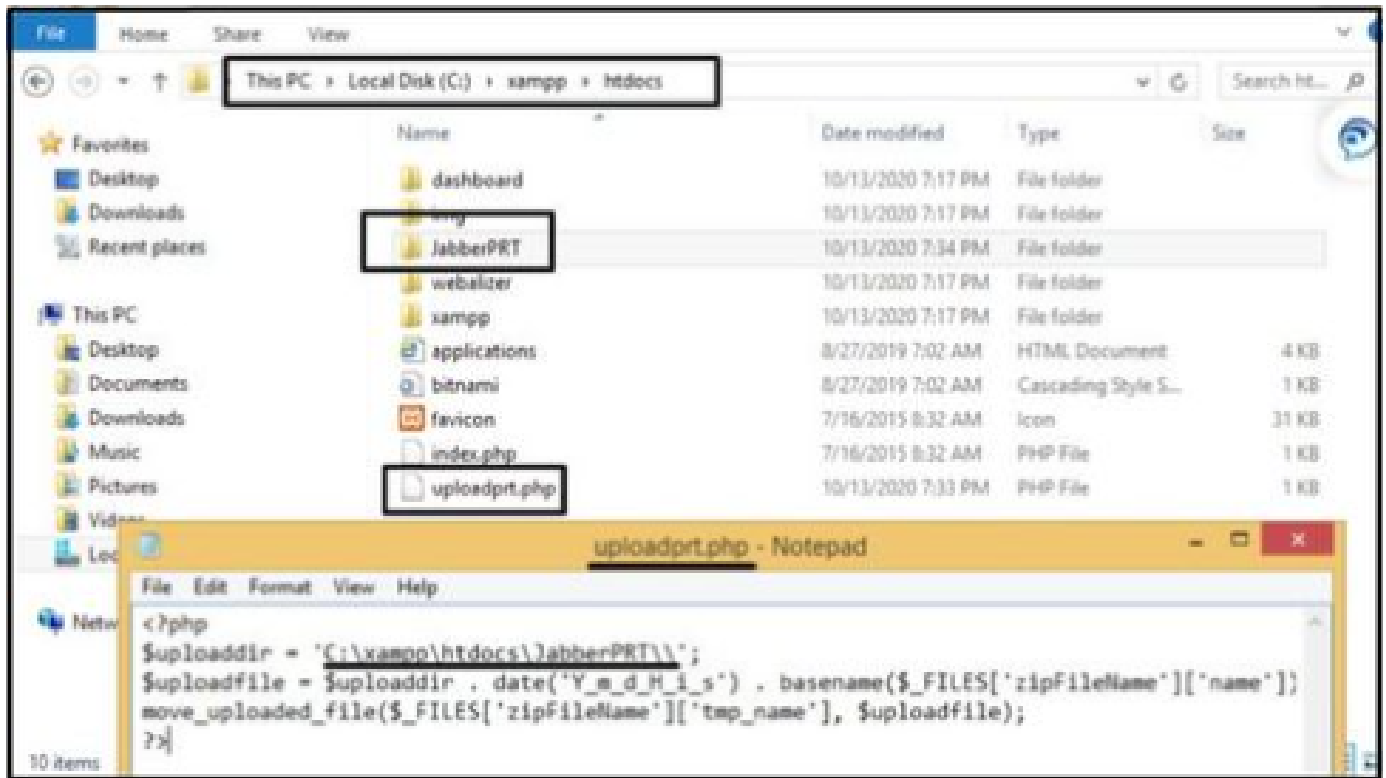 File Home Share View
This PC › Local Disk (C:) › xampp › htdocs
Search ht...
Name Date modified Type Size
Favorites
Desktop
Downloads
Recent places
This PC
Desktop
Documents
Downloads
Music
Pictures
Videos
Loc
Netw
dashboard 10/13/2020 7:17 PM File folder
img 10/13/2020 7:17 PM File folder
JabberPRT 10/13/2020 7:34 PM File folder
webalizer 10/13/2020 7:17 PM File folder
xampp 10/13/2020 7:17 PM File folder
applications 8/27/2019 7:02 AM HTML Document 4 KB
bitnami 8/27/2019 7:02 AM Cascading Style S... 1 KB
favicon 7/16/2015 8:32 AM Icon 31 KB
index.php 7/16/2015 8:32 AM PHP File 1 KB
uploadprt.php 10/13/2020 7:33 PM PHP File 1 KB
uploadprt.php - Notepad
File Edit Format View Help
<?php
$uploaddir = 'C:\xampp\htdocs\JabberPRT\\';
$uploadfile = $uploaddir . date('Y_m_d_H_i_s') . basename($_FILES['zipFileName']['name'])
move_uploaded_file($_FILES['zipFileName']['tmp_name'], $uploadfile);
?>
10 items